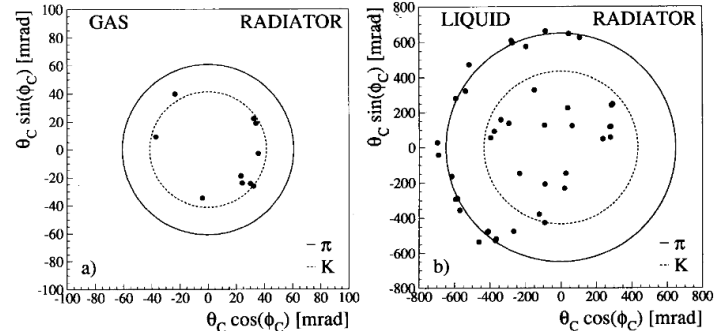 a)
GAS RADIATOR
θC sin(ϕC) [mrad]
100
80
60
40
20
0
-20
-40
-60
-80
-100
-100 -80 -60 -40 -20 0 20 40 60 80 100
θC cos(ϕC) [mrad]
a)
– π
--- K
b)
LIQUID RADIATOR
θC sin(ϕC) [mrad]
800
600
400
200
0
-200
-400
-600
-800
-800 -600 -400 -200 0 200 400 600 800
θC cos(ϕC) [mrad]
b)
– π
--- K